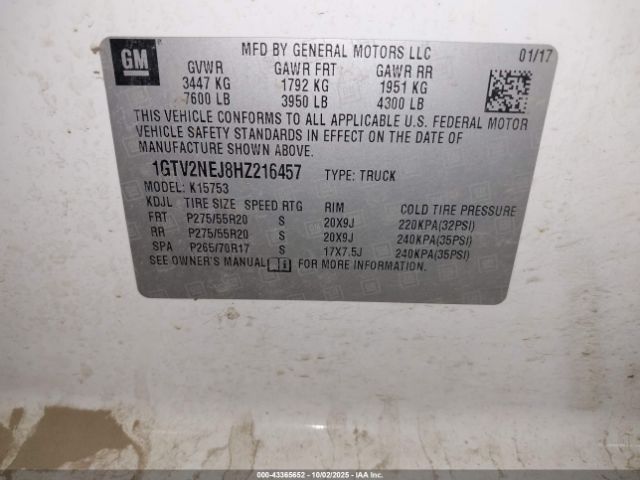 GM
MFD BY GENERAL MOTORS LLC 01/17
GVWR GAWR FRT GAWR RR
3447 KG 1792 KG 1951 KG
7600 LB 3950 LB 4300 LB
THIS VEHICLE CONFORMS TO ALL APPLICABLE U.S. FEDERAL MOTOR
VEHICLE SAFETY STANDARDS IN EFFECT ON THE DATE OF
MANUFACTURE SHOWN ABOVE.
1GTV2NEJ8HZ216457 TYPE: TRUCK
MODEL: K15753
KDJL TIRE SIZE SPEED RTG RIM COLD TIRE PRESSURE
FRT P275/55R20 S 20X9J 220KPA(32PSI)
RR P275/55R20 S 20X9J 240KPA(35PSI)
SPA P265/70R17 S 17X7.5J 240KPA(35PSI)
SEE OWNER'S MANUAL FOR MORE INFORMATION.
000-43365652 | 10/02/2025 | IAA Inc.